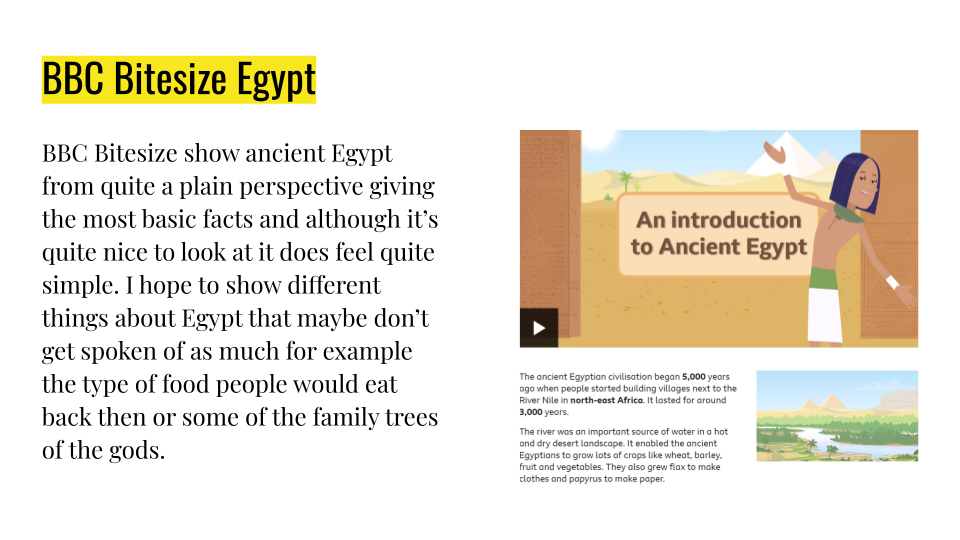 BBC Bitesize Egypt
BBC Bitesize show ancient Egypt
from quite a plain perspective giving
the most basic facts and although it’s
quite nice to look at it does feel quite
simple. I hope to show different
things about Egypt that maybe don’t
get spoken of as much for example
the type of food people would eat
back then or some of the family trees
of the gods.
An introduction
to Ancient Egypt
The ancient Egyptian civilisation began 5,000 years
ago when people started building villages next to the
River Nile in north-east Africa. It lasted for around
3,000 years.
The river was an important source of water in a hot
and dry desert landscape. It enabled the ancient
Egyptians to grow lots of crops like wheat, barley,
fruit and vegetables. They also grew flax to make
clothes and papyrus to make paper.